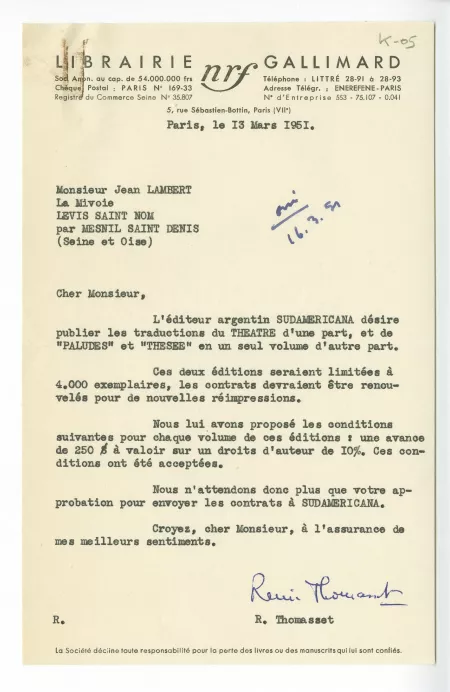 K-05
LIBRAIRIE nrf GALLIMARD
Soc. Anon. au cap. de 54.000.000 frs
Chèque Postal : PARIS Nº 169-33
Registre du Commerce Seine Nº 35.807
Téléphone : LITTRÉ 28-91 à 28-93
Adresse Télégr. : ENEREFENE-PARIS
Nº d'Entreprise 553 - 75.107 - 0.041
5, rue Sébastien-Bottin, Paris (VIIe)
Paris, le 13 Mars 1951.
Monsieur Jean LAMBERT
La Mivoie
LEVIS SAINT NOM
par MESNIL SAINT DENIS
(Seine et Oise)
oui
16.3.51
Cher Monsieur,
L'éditeur argentin SUDAMERICANA désire
publier les traductions du THEATRE d'une part, et de
"PALUDES" et "THESEE" en un seul volume d'autre part.
Ces deux éditions seraient limitées à
4.000 exemplaires, les contrats devraient être renou-
velés pour de nouvelles réimpressions.
Nous lui avons proposé les conditions
suivantes pour chaque volume de ces éditions : une avance
de 250 $ à valoir sur un droits d'auteur de 10%. Ces con-
ditions ont été acceptées.
Nous n'attendons donc plus que votre ap-
probation pour envoyer les contrats à SUDAMERICANA.
Croyez, cher Monsieur, à l'assurance de
mes meilleurs sentiments.
R.
R. Thomasset
La Société décline toute responsabilité pour la perte des livres ou des manuscrits qui lui sont confiés.